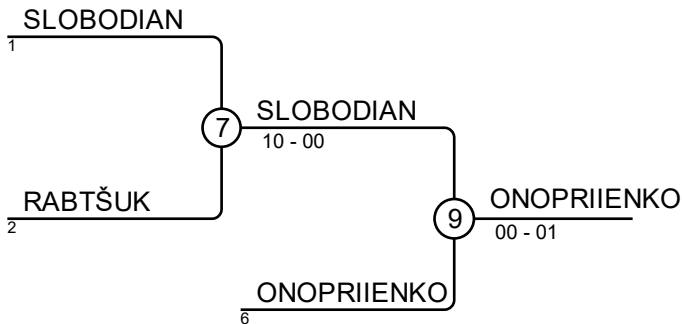 SLOBODIAN
1
7
SLOBODIAN
10 - 00
RABTŠUK
2
9
ONOPRIIENKO
00 - 01
ONOPRIIENKO
6